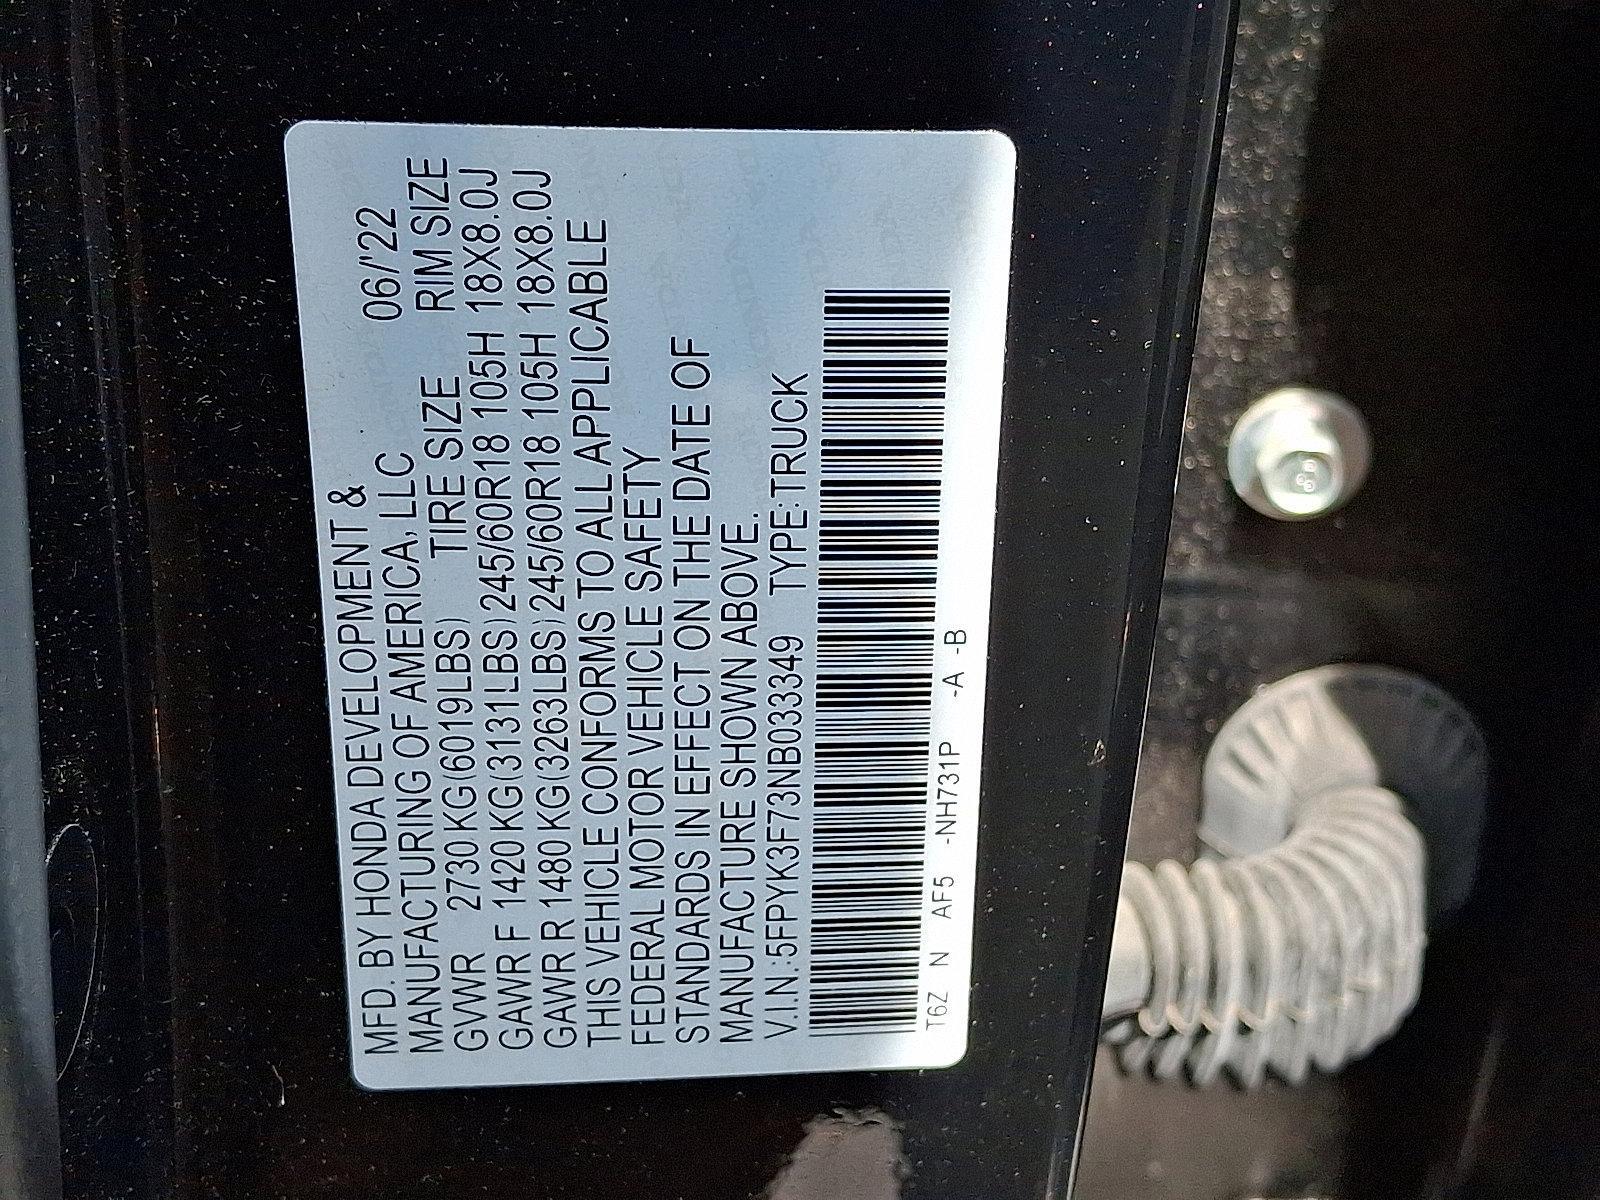 MFD. BY HONDA DEVELOPMENT &
MANUFACTURING OF AMERICA, LLC 06/'22
GVWR 2730KG(6019LBS) TIRE SIZE RIM SIZE
GAWR F 1420KG(3131LBS)245/60R18 105H 18X8.0J
GAWR R 1480KG(3263LBS)245/60R18 105H 18X8.0J
THIS VEHICLE CONFORMS TO ALL APPLICABLE
FEDERAL MOTOR VEHICLE SAFETY
STANDARDS IN EFFECT ON THE DATE OF
MANUFACTURE SHOWN ABOVE.
V.I.N.:5FPYK3F73NB033349 TYPE:TRUCK
T6Z N AF5 -NH731P -A -B